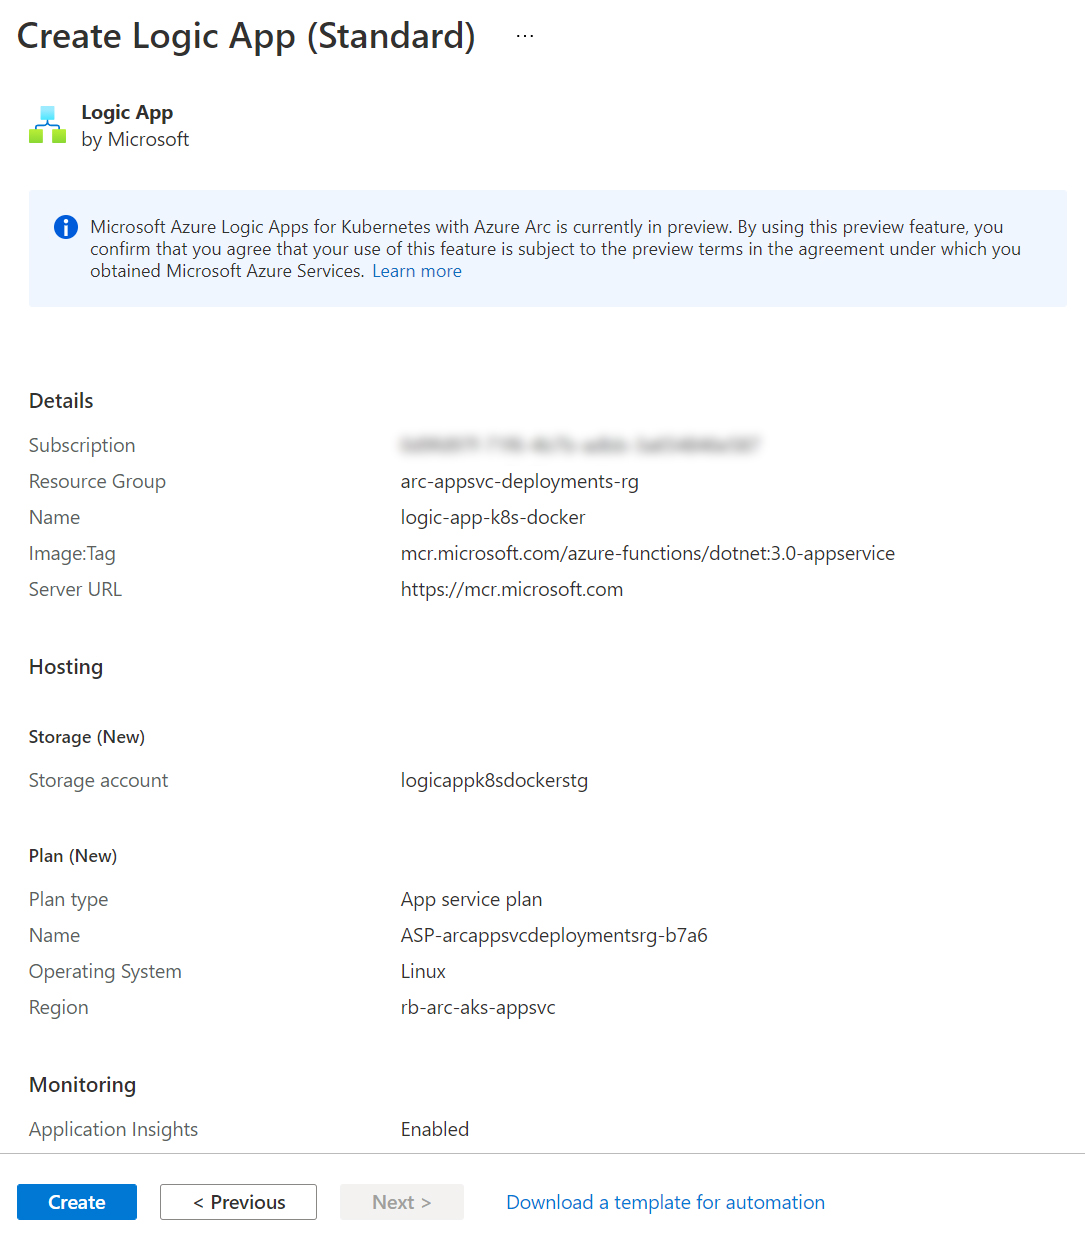 Create Logic App (Standard) ...
Logic App
by Microsoft
Microsoft Azure Logic Apps for Kubernetes with Azure Arc is currently in preview. By using this preview feature, you
confirm that you agree that your use of this feature is subject to the preview terms in the agreement under which you
obtained Microsoft Azure Services. Learn more
Details
Subscription
Resource Group arc-appsvc-deployments-rg
Name logic-app-k8s-docker
Image:Tag mcr.microsoft.com/azure-functions/dotnet:3.0-appservice
Server URL https://mcr.microsoft.com
Hosting
Storage (New)
Storage account logicappk8sdockerstg
Plan (New)
Plan type App service plan
Name ASP-arcappsvcdeploymentsrg-b7a6
Operating System Linux
Region rb-arc-aks-appsvc
Monitoring
Application Insights Enabled
Create < Previous Next > Download a template for automation